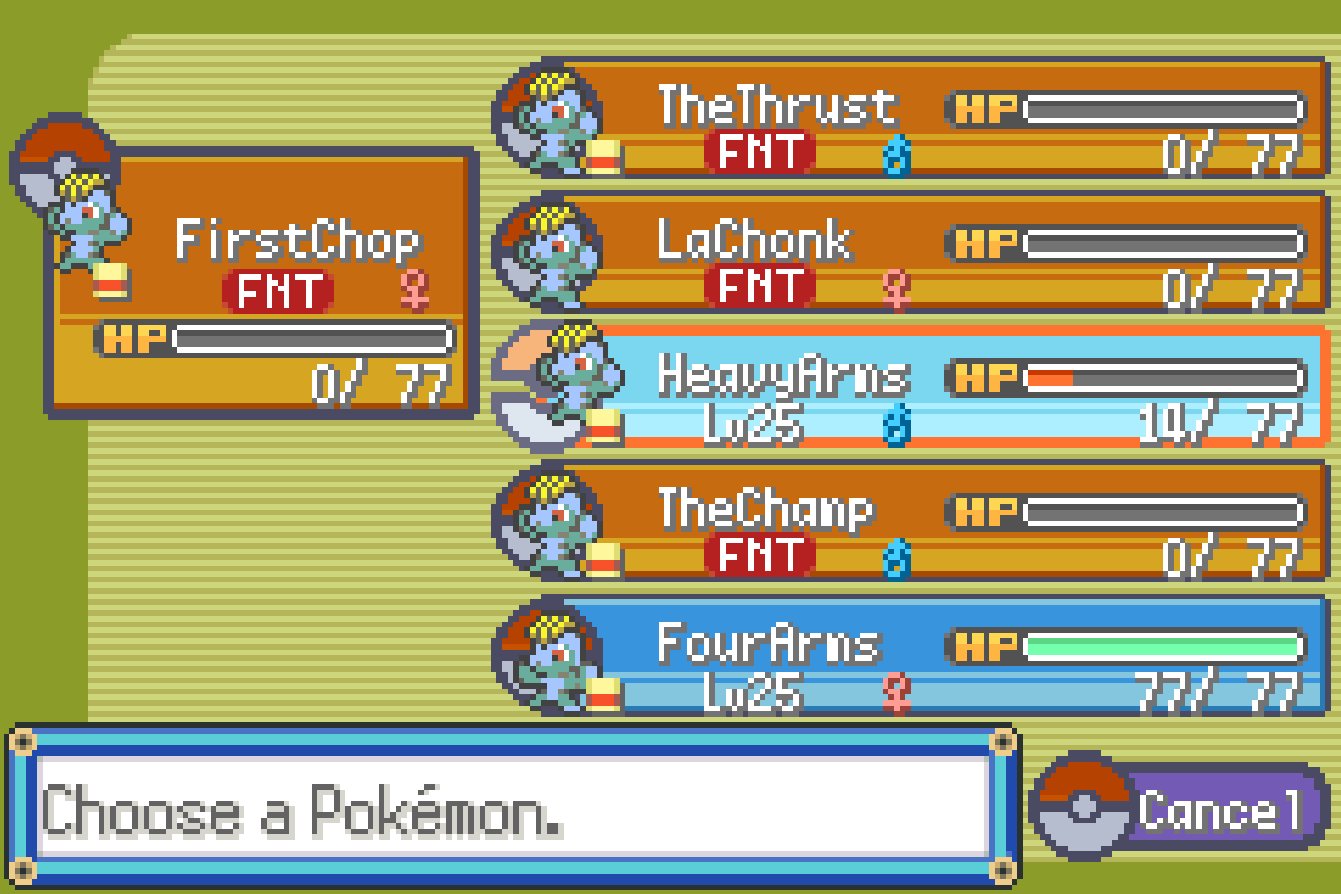 FirstChop
FNT ♀
HP
0/ 77
TheThrust HP
FNT 0/ 77
LaChonk HP
FNT ♀ 0/ 77
HeavyArms HP
Lv25 14/ 77
TheChamp HP
FNT 0/ 77
FourArms HP
Lv25 ♀ 77/ 77
Choose a Pokémon.
Cancel